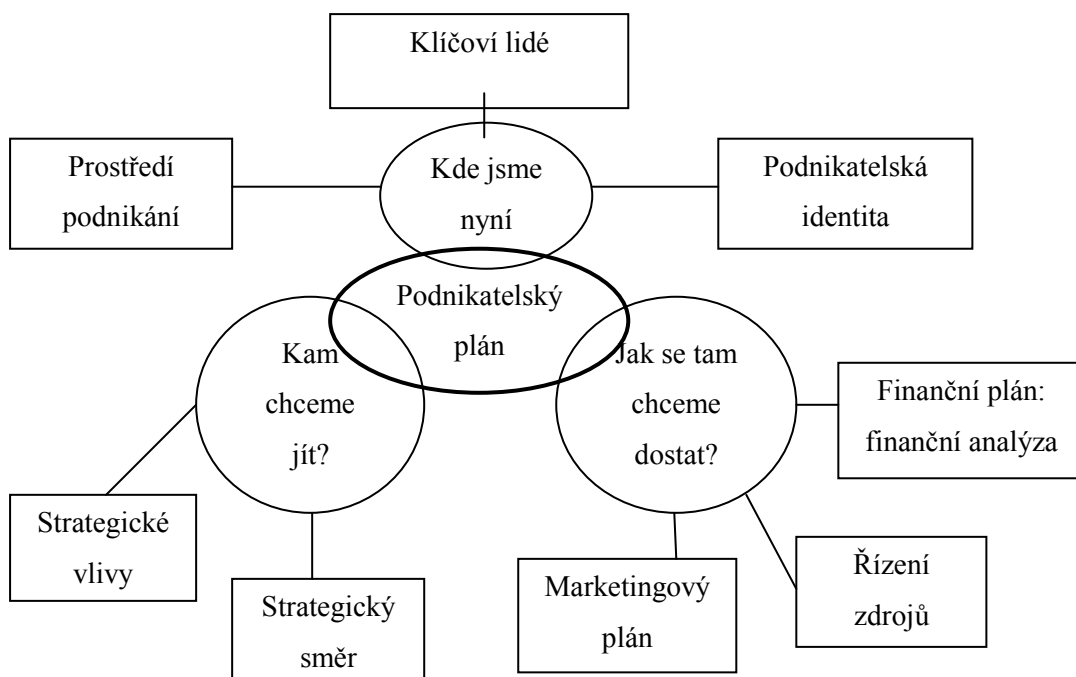 Klíčoví lidé
Prostředí
podnikání
Kde jsme
nyní
Podnikatelská
identita
Podnikatelský
plán
Kam
chceme
jít?
Jak se tam
chceme
dostat?
Finanční plán:
finanční analýza
Strategické
vlivy
Strategický
směr
Marketingový
plán
Řízení
zdrojů